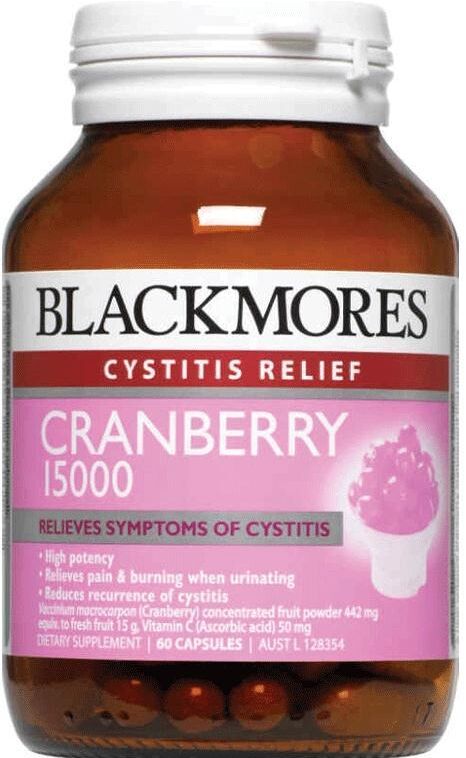 BLACKMORES
CYSTITIS RELIEF
CRANBERRY
15000
RELIEVES SYMPTOMS OF CYSTITIS
• High potency
• Relieves pain & burning when urinating
• Reduces recurrence of cystitis
Vaccinium macrocarpon (Cranberry) concentrated fruit powder 442 mg
equiv. to fresh fruit 15 g, Vitamin C (Ascorbic acid) 50 mg
DIETARY SUPPLEMENT | 60 CAPSULES | AUST L 128354